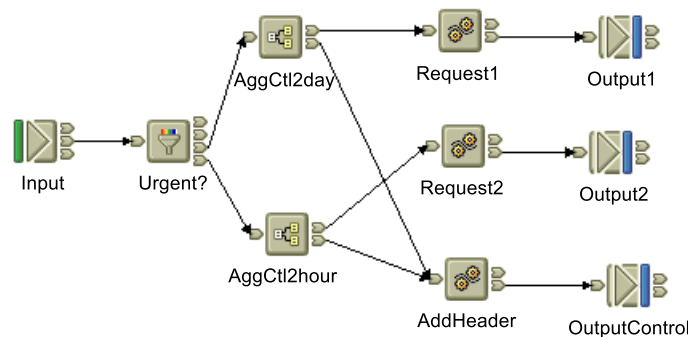 AggCtl2day
Request1
Output1
Input
Urgent?
Request2
Output2
AggCtl2hour
AddHeader
OutputControl